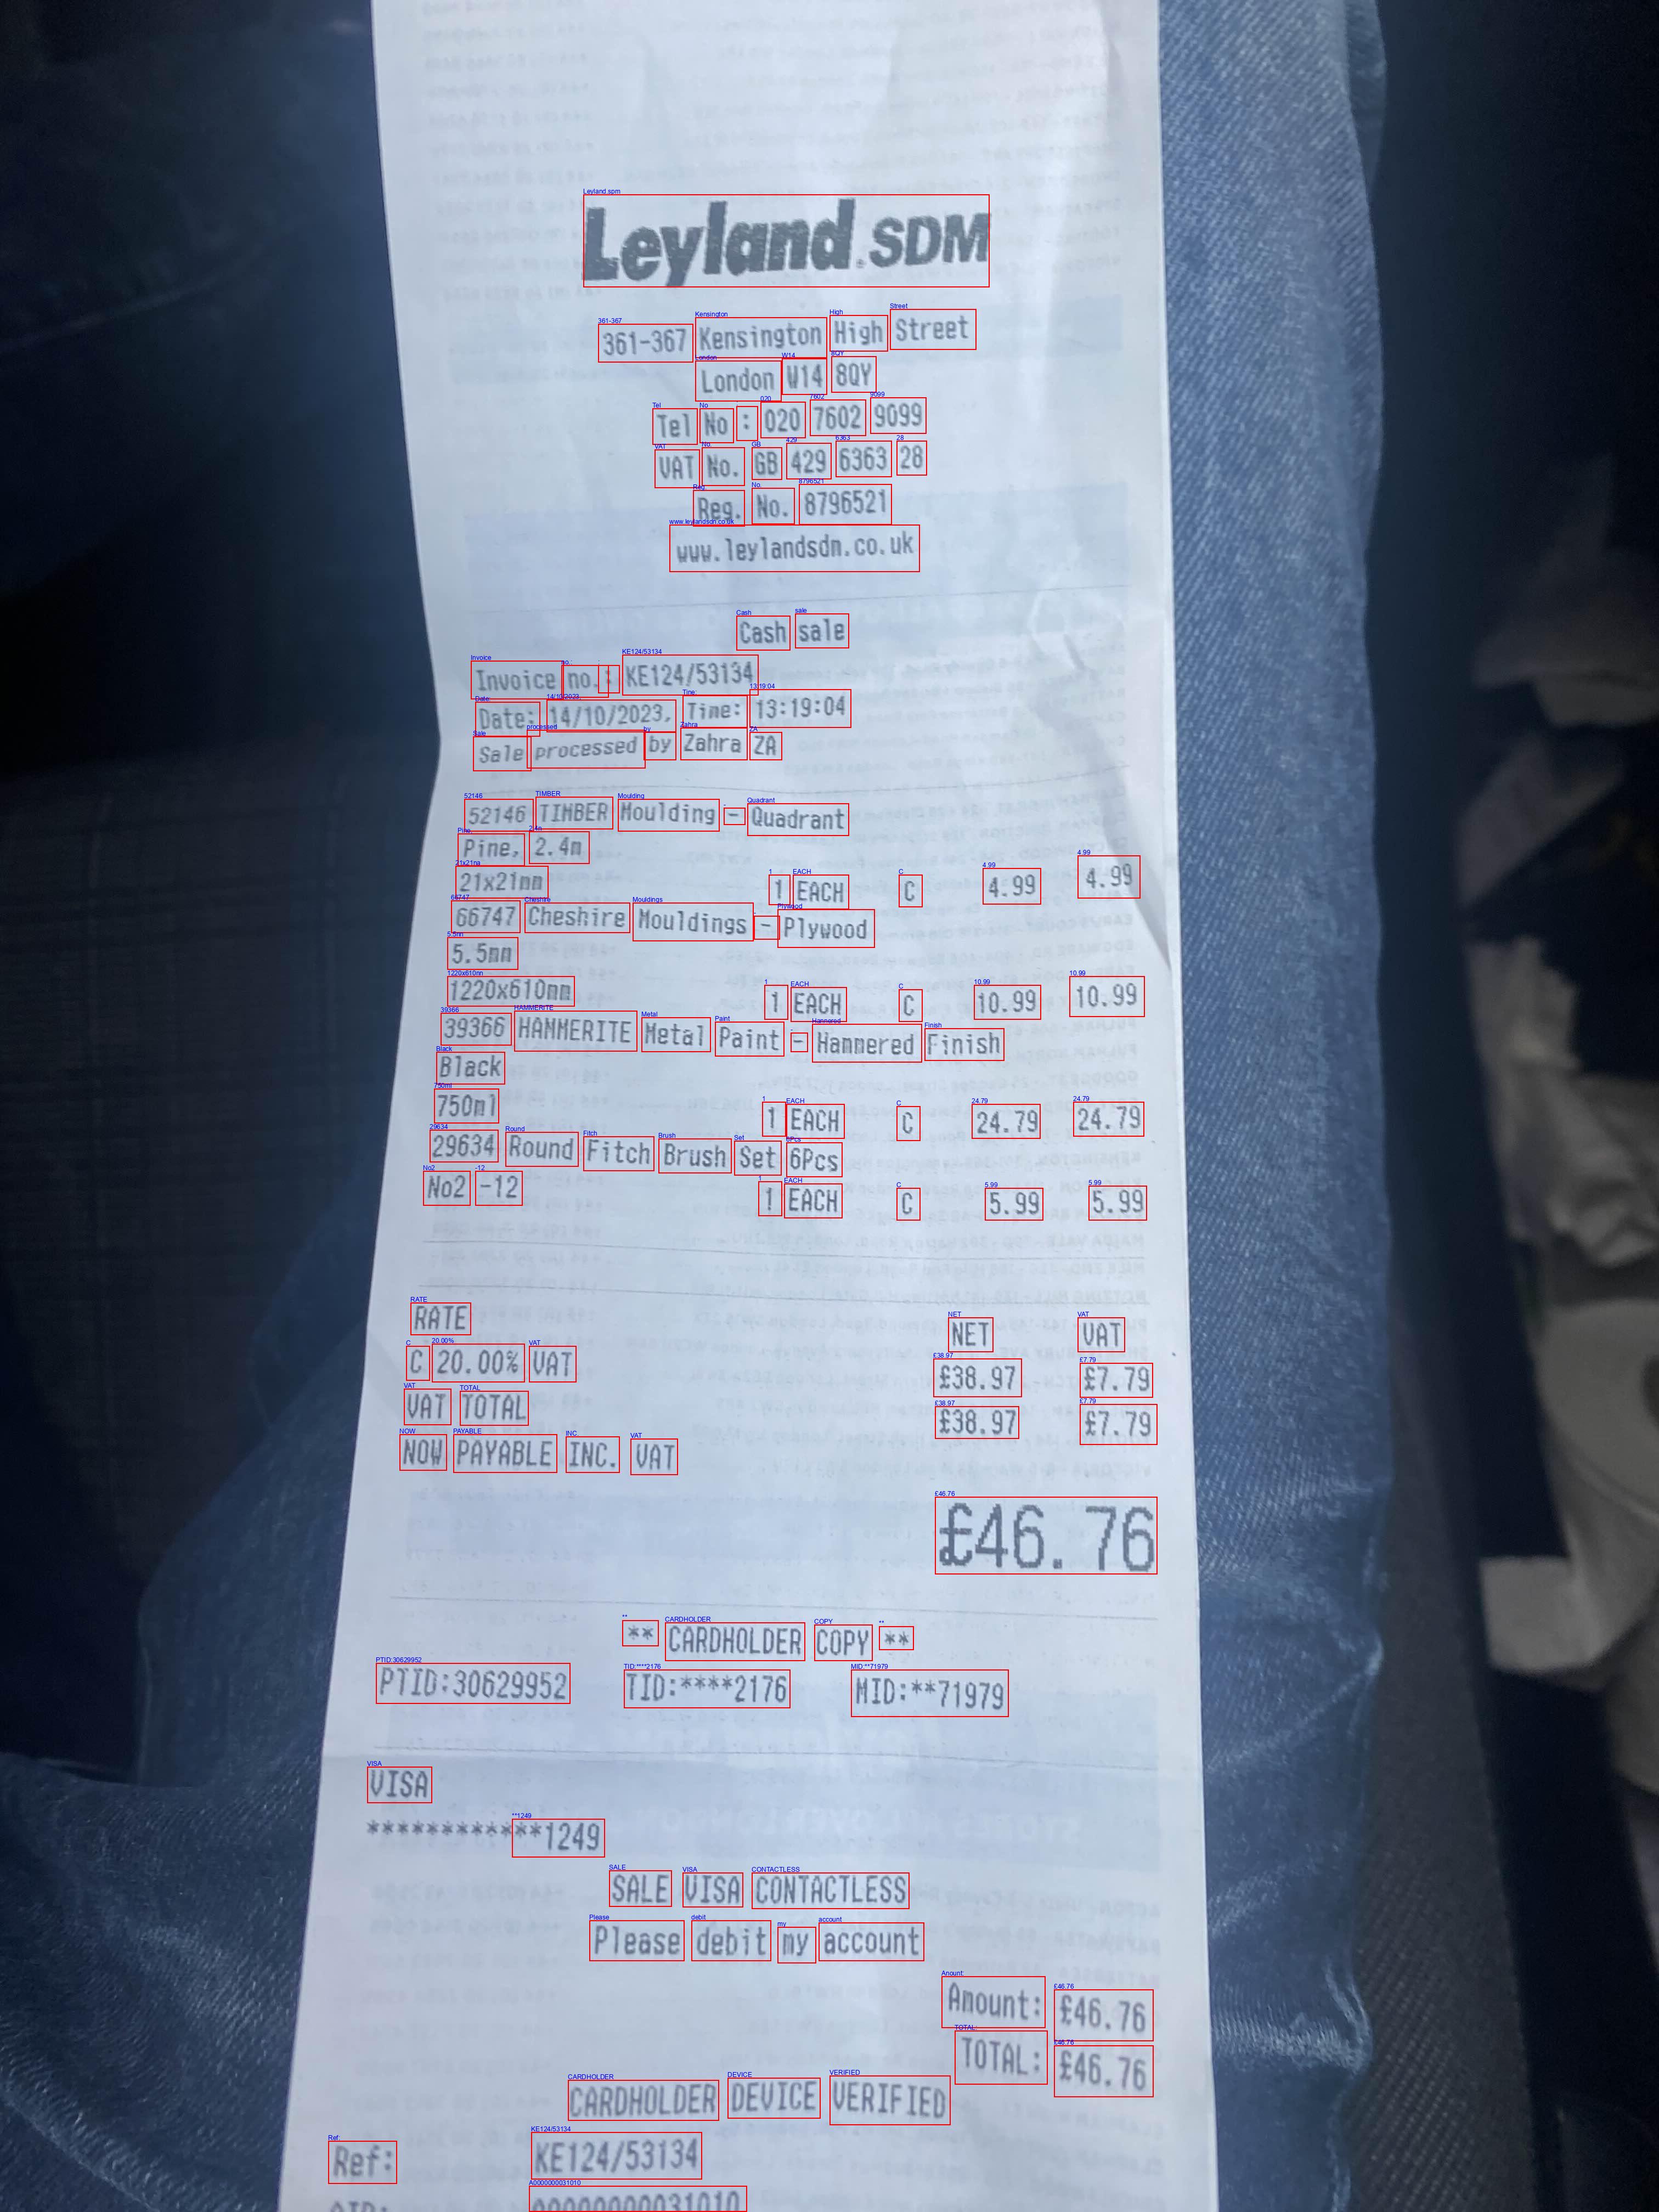 Leyland.SDM
361-367 Kensington High Street
London W14 8QY
Tel No : 020 7602 9099
VAT No. GB 429 6363 28
Reg. No. 8796521
www.leylandsdm.co.uk
Cash sale
Invoice no.: KE124/53134
Date: 14/10/2023, Time: 13:19:04
Sale processed by Zahra ZA
52146 TIMBER Moulding - Quadrant
Pine, 2.4m
21x21mm 1 EACH C 4.99 4.99
66747 Cheshire Mouldings - Plywood
5.5mm
1220x610mm 1 EACH C 10.99 10.99
39366 HAMMERITE Metal Paint - Hammered Finish
Black
750ml 1 EACH C 24.79 24.79
29634 Round Fitch Brush Set 6Pcs
No2 -12 1 EACH C 5.99 5.99
RATE NET VAT
C 20.00% VAT £38.97 £7.79
VAT TOTAL £38.97 £7.79
NOW PAYABLE INC. VAT
£46.76
** CARDHOLDER COPY **
PTID:30629952 TID:****2176 MID:**71979
VISA
************1249
SALE VISA CONTACTLESS
Please debit my account
Amount: £46.76
TOTAL: £46.76
CARDHOLDER DEVICE VERIFIED
Ref: KE124/53134
AID: A0000000031010